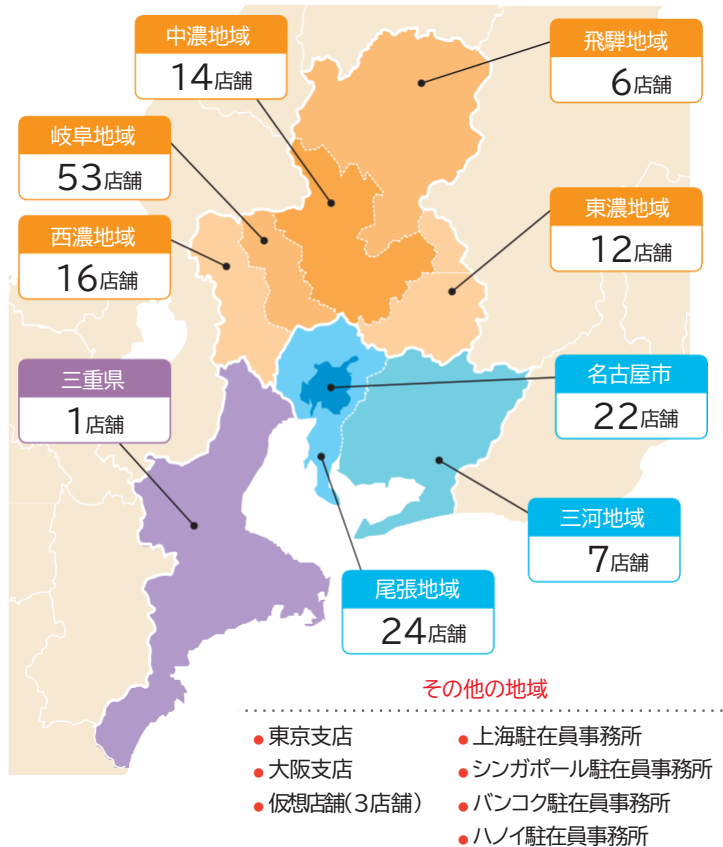 中濃地域
14店舗
飛騨地域
6店舗
岐阜地域
53店舗
西濃地域
16店舗
東濃地域
12店舗
三重県
1店舗
名古屋市
22店舗
三河地域
7店舗
尾張地域
24店舗
その他の地域
●東京支店
●大阪支店
●仮想店舗(3店舗)
●上海駐在員事務所
●シンガポール駐在員事務所
●バンコク駐在員事務所
●ハノイ駐在員事務所